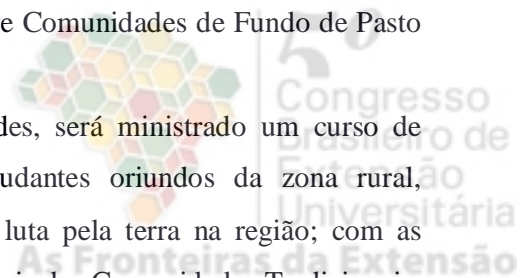 e Comunidades de Fundo de Pasto
5º
Congresso
Brasileiro de
des, será ministrado um curso de
Extensão
udantes oriundos da zona rural,
Universitária
luta pela terra na região; com as
As Fronteiras da Extensão